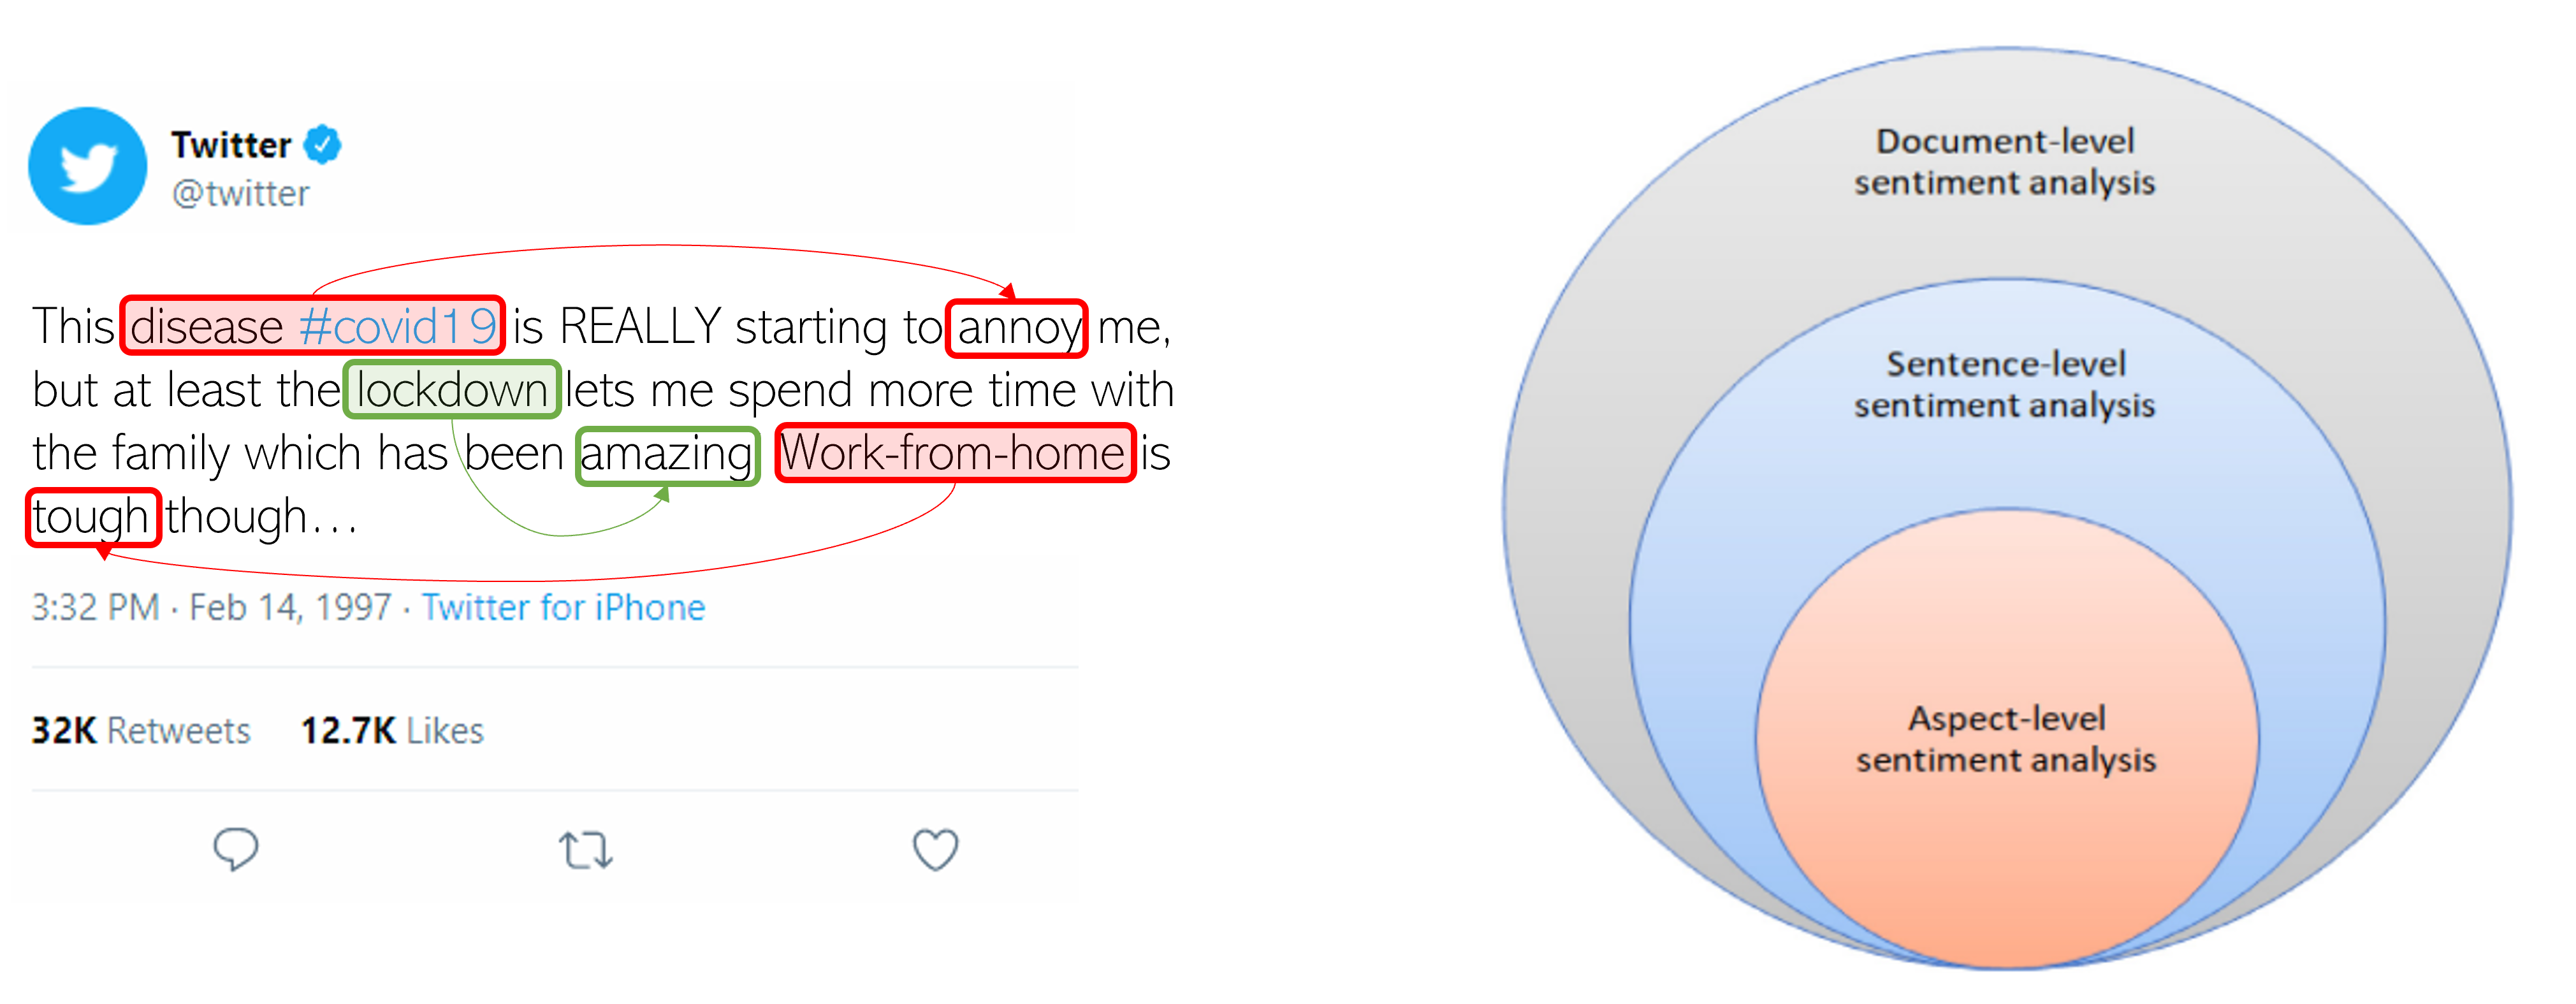 Twitter
@twitter
This disease #covid19 is REALLY starting to annoy me,
but at least the lockdown lets me spend more time with
the family which has been amazing Work-from-home is
tough though...
3:32 PM · Feb 14, 1997 · Twitter for iPhone
32K Retweets 12.7K Likes
Document-level
sentiment analysis
Sentence-level
sentiment analysis
Aspect-level
sentiment analysis